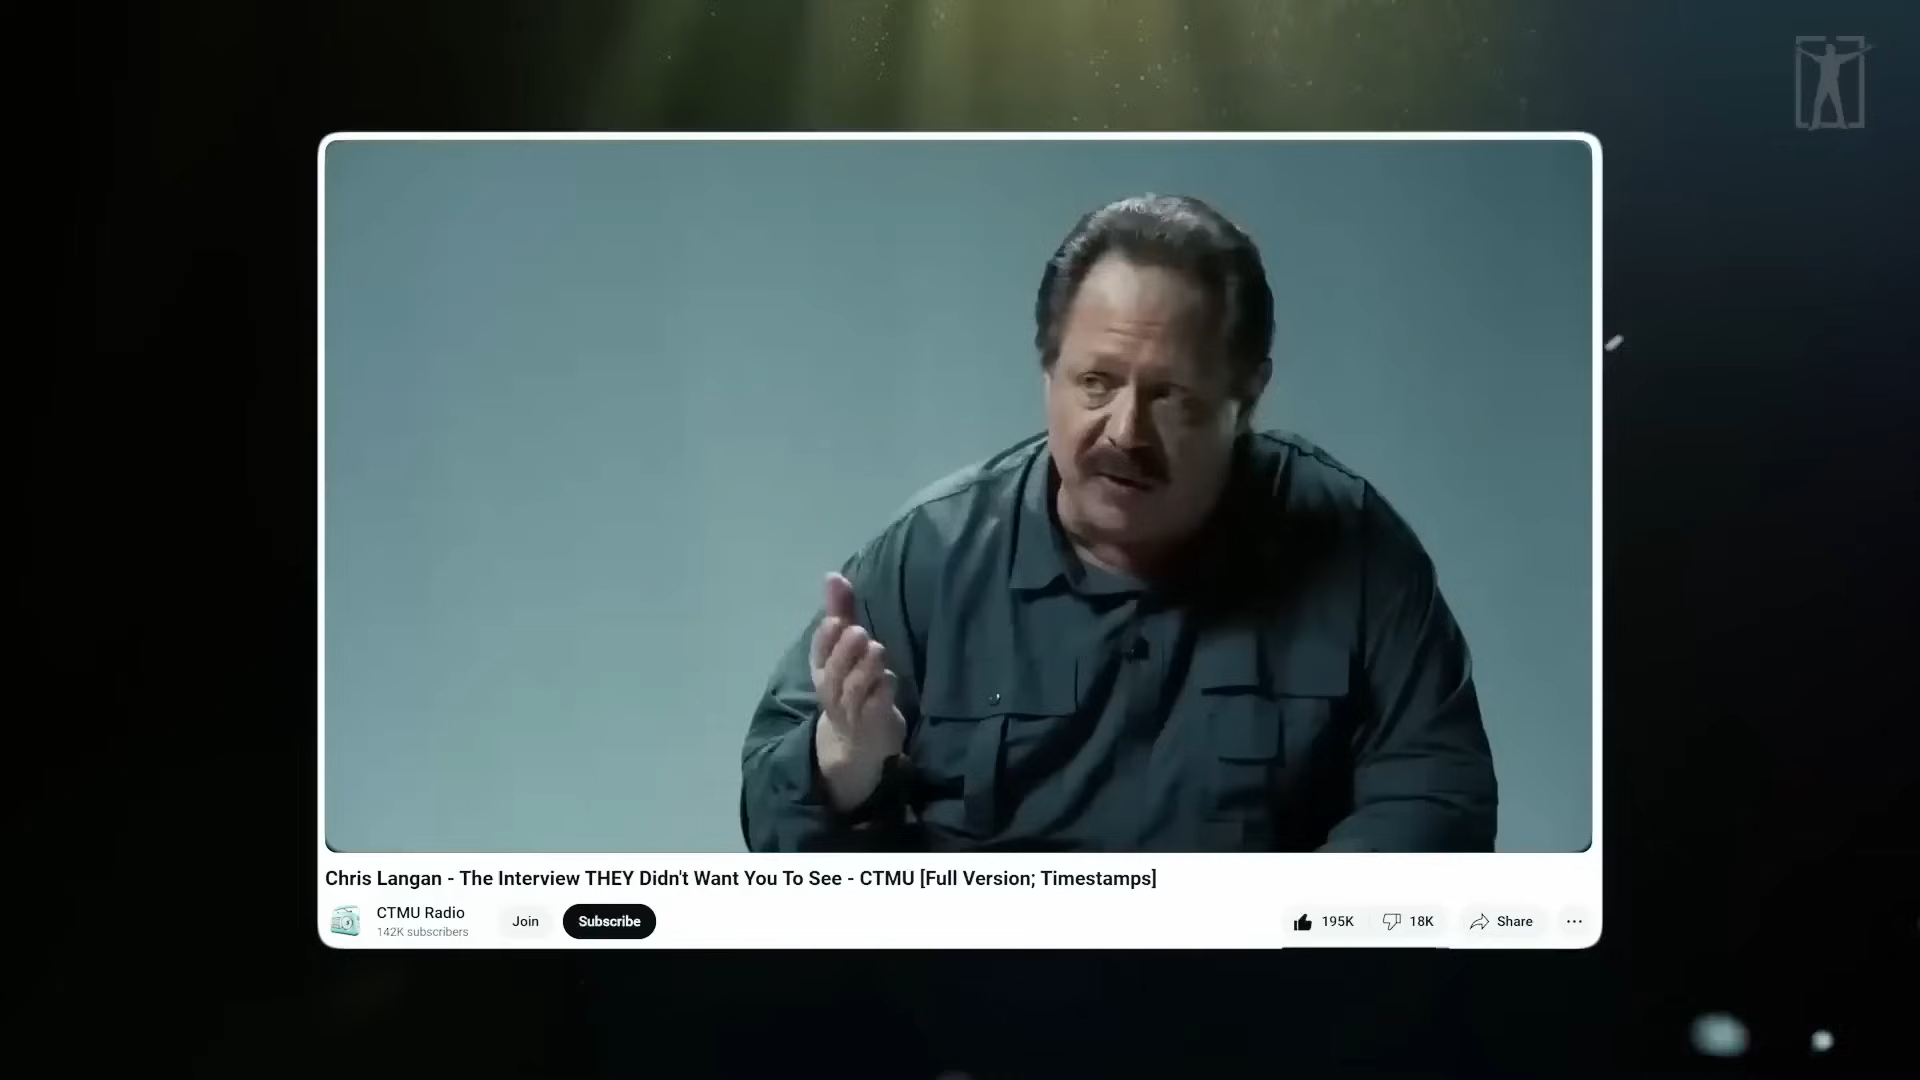 Chris Langan - The Interview THEY Didn't Want You To See - CTMU [Full Version; Timestamps]
CTMU Radio
142K subscribers
Join
Subscribe
195K
18K
Share